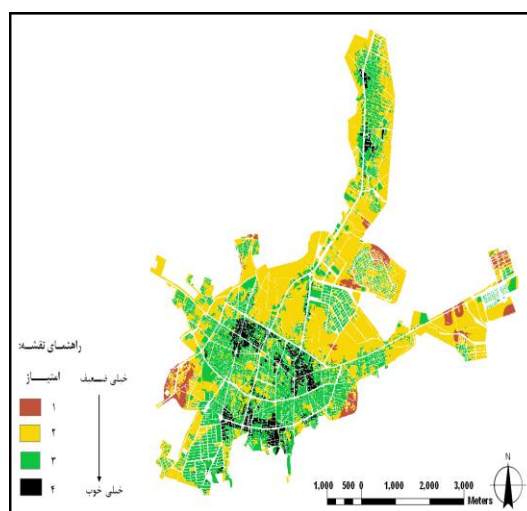 راهنمای نقشه:
امتیــــاز خیلی ضعیف
۱
۲
۳
۴ خیلی خوب
N
1,000 500 0 1,000 2,000 3,000
Meters